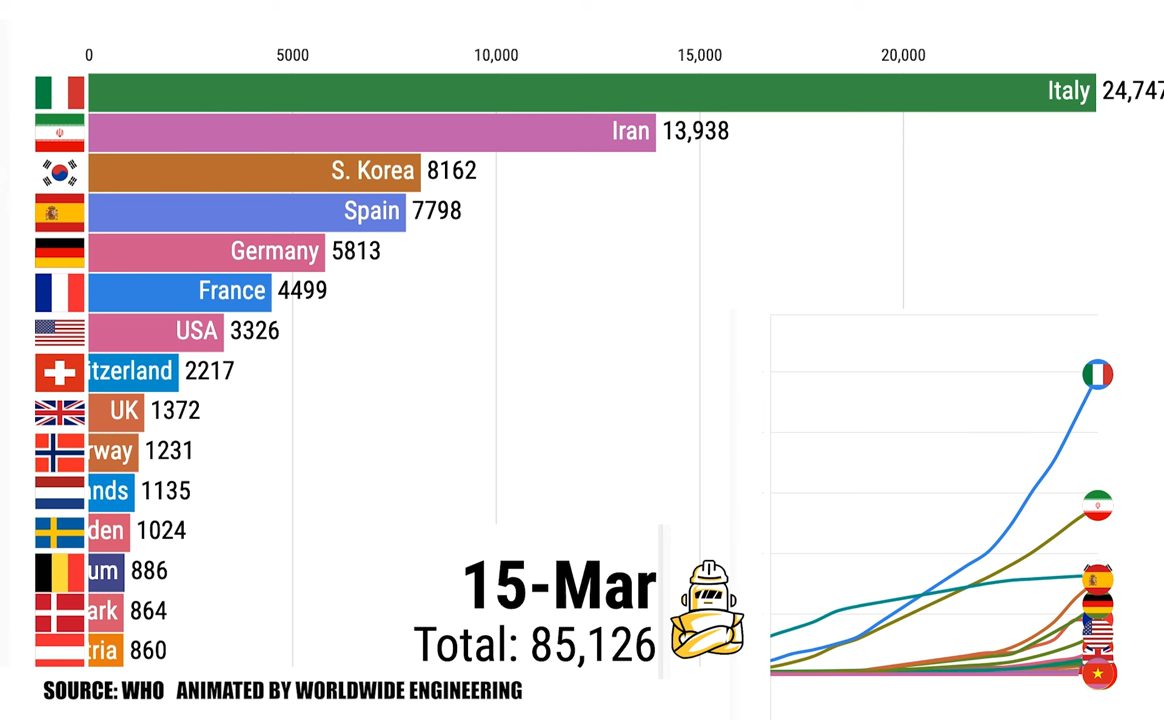 0 5000 10,000 15,000 20,000
Italy 24,747
Iran 13,938
S. Korea 8162
Spain 7798
Germany 5813
France 4499
USA 3326
itzerland 2217
UK 1372
rway 1231
ands 1135
den 1024
um 886
ark 864
tria 860
15-Mar
Total: 85,126
SOURCE: WHO ANIMATED BY WORLDWIDE ENGINEERING